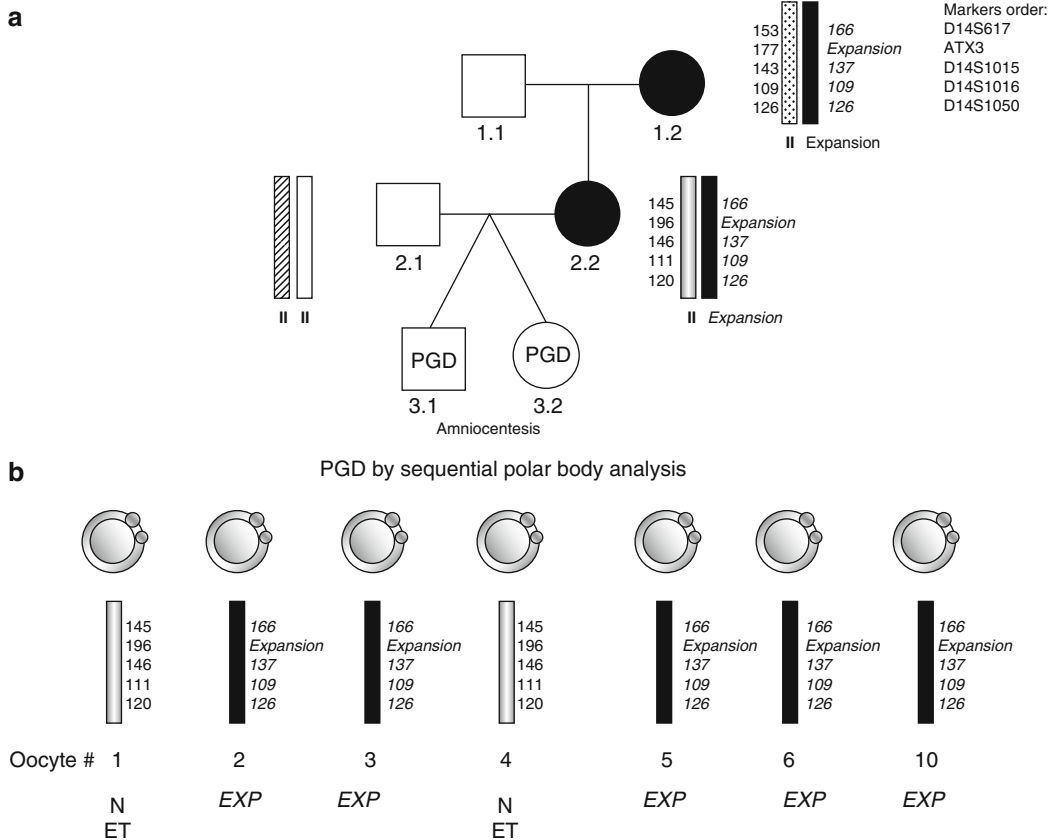 a
Markers order:
153 166 D14S617
177 Expansion ATX3
143 137 D14S1015
109 109 D14S1016
126 126 D14S1050
1.1 1.2
II Expansion
145 166
196 Expansion
146 137
111 109
120 126
2.1 2.2
II II
II Expansion
PGD PGD
3.1 3.2
Amniocentesis
b
PGD by sequential polar body analysis
145 166 166 145 166 166 166
196 Expansion Expansion 196 Expansion Expansion Expansion
146 137 137 146 137 137 137
111 109 109 111 109 109 109
120 126 126 120 126 126 126
Oocyte # 1 2 3 4 5 6 10
N EXP EXP N EXP EXP EXP
ET ET